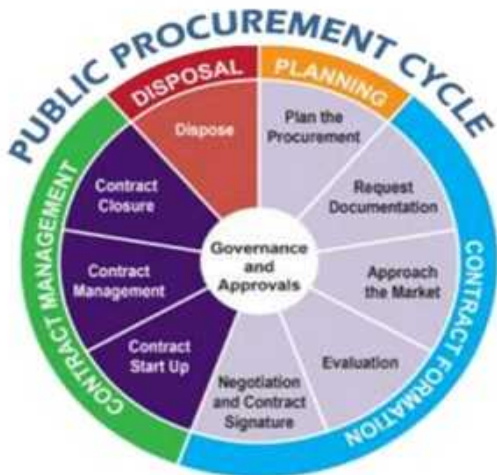 PUBLIC PROCUREMENT CYCLE
DISPOSAL
PLANNING
CONTRACT FORMATION
CONTRACT MANAGEMENT
Plan the
Procurement
Request
Documentation
Approach
the Market
Evaluation
Negotiation
and Contract
Signature
Contract
Start Up
Contract
Management
Contract
Closure
Dispose
Governance
and
Approvals